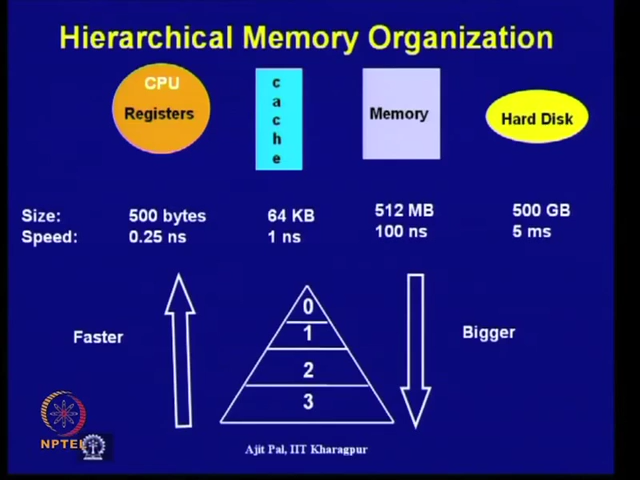 Hierarchical Memory Organization
CPU
Registers
c
a
c
h
e
Memory
Hard Disk
Size: 500 bytes 64 KB 512 MB 500 GB
Speed: 0.25 ns 1 ns 100 ns 5 ms
Faster
0
1
2
3
Bigger
NPTEL
Ajit Pal, IIT Kharagpur